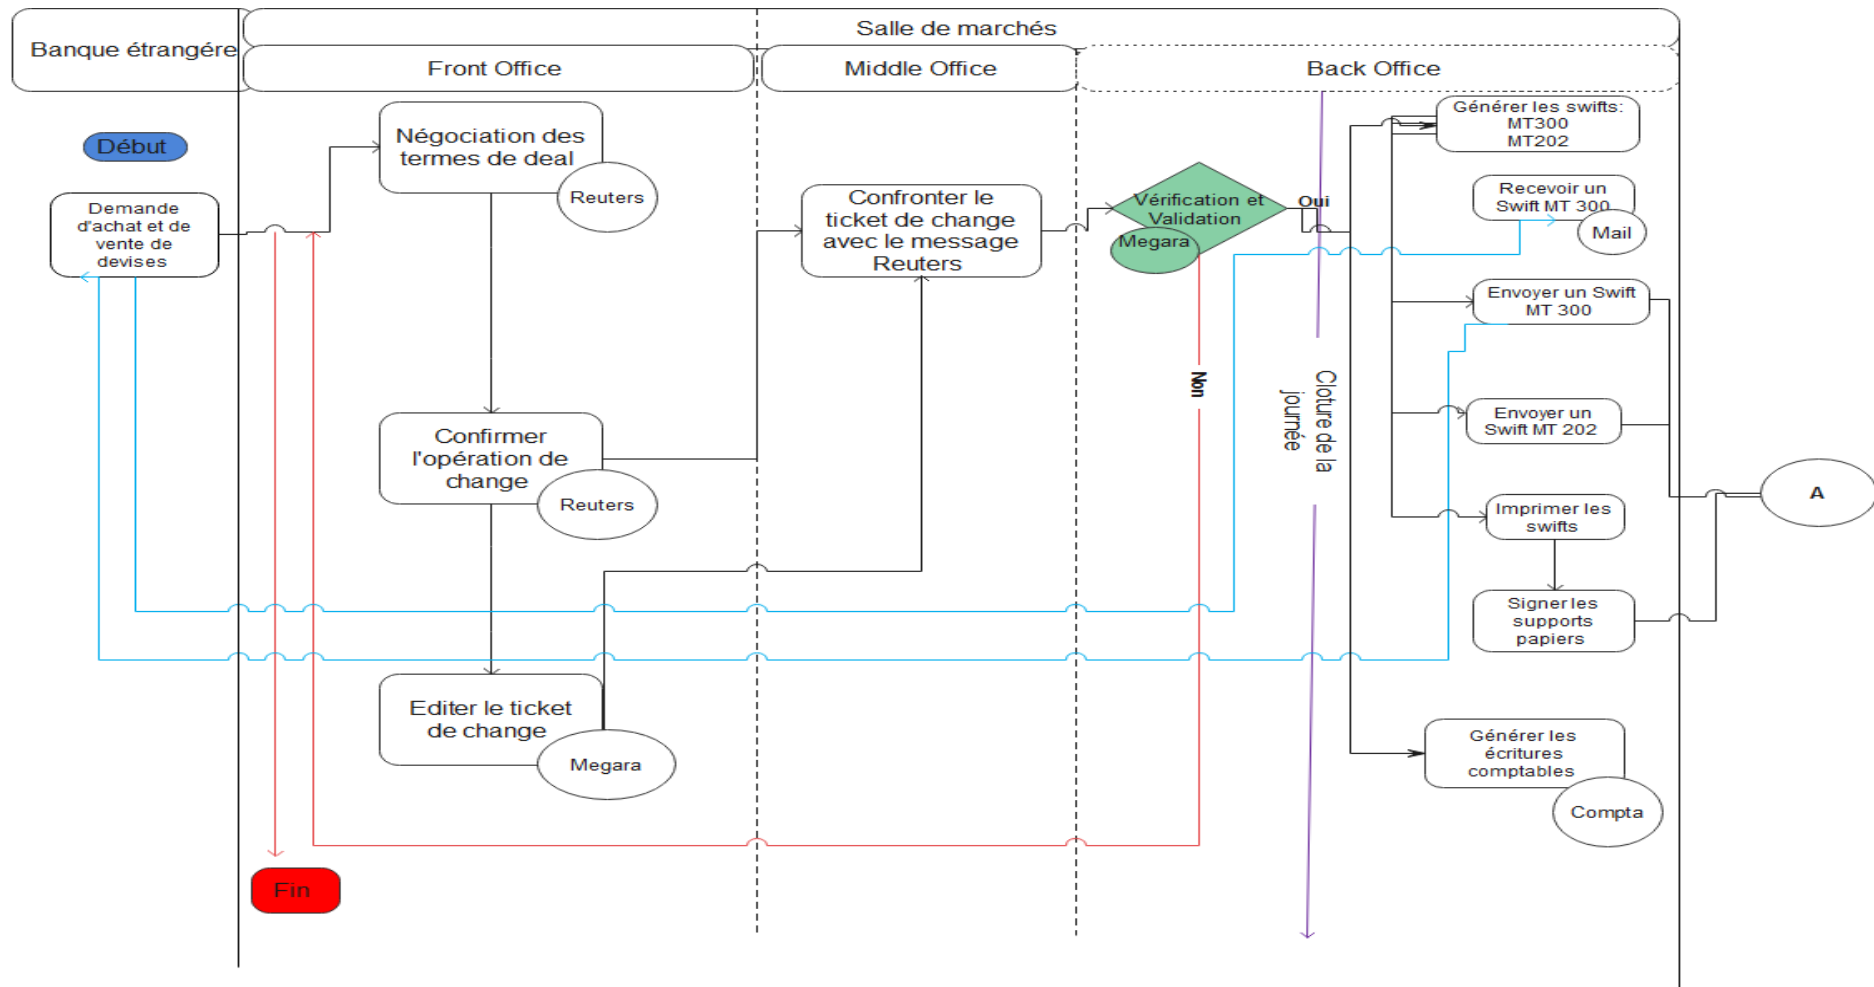 Salle de marchés
Banque étrangére
Front Office
Middle Office
Back Office
Début
Demande
d'achat et de
vente de
devises
Négociation des
termes de deal
Reuters
Confirmer
l'opération de
change
Reuters
Editer le ticket
de change
Megara
Fin
Confronter le
ticket de change
avec le message
Reuters
Vérification et
Validation
Megara
Oui
Non
Cloture de la
journée
Générer les swifts:
MT300
MT202
Recevoir un
Swift MT 300
Mail
Envoyer un Swift
MT 300
Envoyer un
Swift MT 202
Imprimer les
swifts
Signer les
supports
papiers
Générer les
écritures
comptables
Compta
A